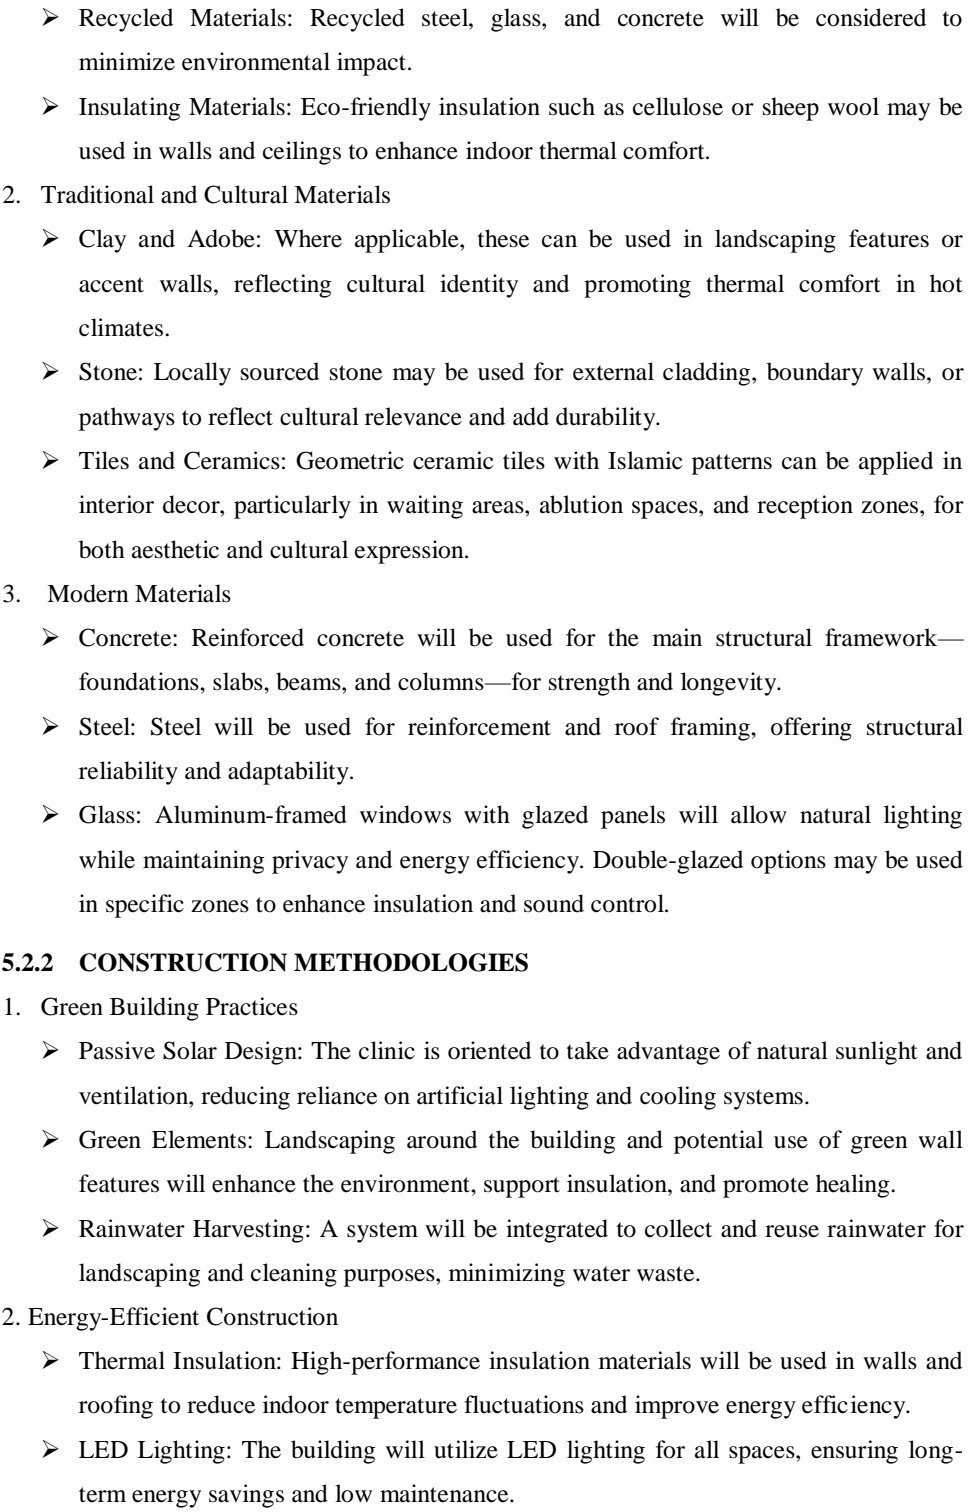 ➢ Recycled Materials: Recycled steel, glass, and concrete will be considered to
minimize environmental impact.
➢ Insulating Materials: Eco-friendly insulation such as cellulose or sheep wool may be
used in walls and ceilings to enhance indoor thermal comfort.
2. Traditional and Cultural Materials
➢ Clay and Adobe: Where applicable, these can be used in landscaping features or
accent walls, reflecting cultural identity and promoting thermal comfort in hot
climates.
➢ Stone: Locally sourced stone may be used for external cladding, boundary walls, or
pathways to reflect cultural relevance and add durability.
➢ Tiles and Ceramics: Geometric ceramic tiles with Islamic patterns can be applied in
interior decor, particularly in waiting areas, ablution spaces, and reception zones, for
both aesthetic and cultural expression.
3. Modern Materials
➢ Concrete: Reinforced concrete will be used for the main structural framework—
foundations, slabs, beams, and columns—for strength and longevity.
➢ Steel: Steel will be used for reinforcement and roof framing, offering structural
reliability and adaptability.
➢ Glass: Aluminum-framed windows with glazed panels will allow natural lighting
while maintaining privacy and energy efficiency. Double-glazed options may be used
in specific zones to enhance insulation and sound control.
5.2.2 CONSTRUCTION METHODOLOGIES
1. Green Building Practices
➢ Passive Solar Design: The clinic is oriented to take advantage of natural sunlight and
ventilation, reducing reliance on artificial lighting and cooling systems.
➢ Green Elements: Landscaping around the building and potential use of green wall
features will enhance the environment, support insulation, and promote healing.
➢ Rainwater Harvesting: A system will be integrated to collect and reuse rainwater for
landscaping and cleaning purposes, minimizing water waste.
2. Energy-Efficient Construction
➢ Thermal Insulation: High-performance insulation materials will be used in walls and
roofing to reduce indoor temperature fluctuations and improve energy efficiency.
➢ LED Lighting: The building will utilize LED lighting for all spaces, ensuring long-
term energy savings and low maintenance.